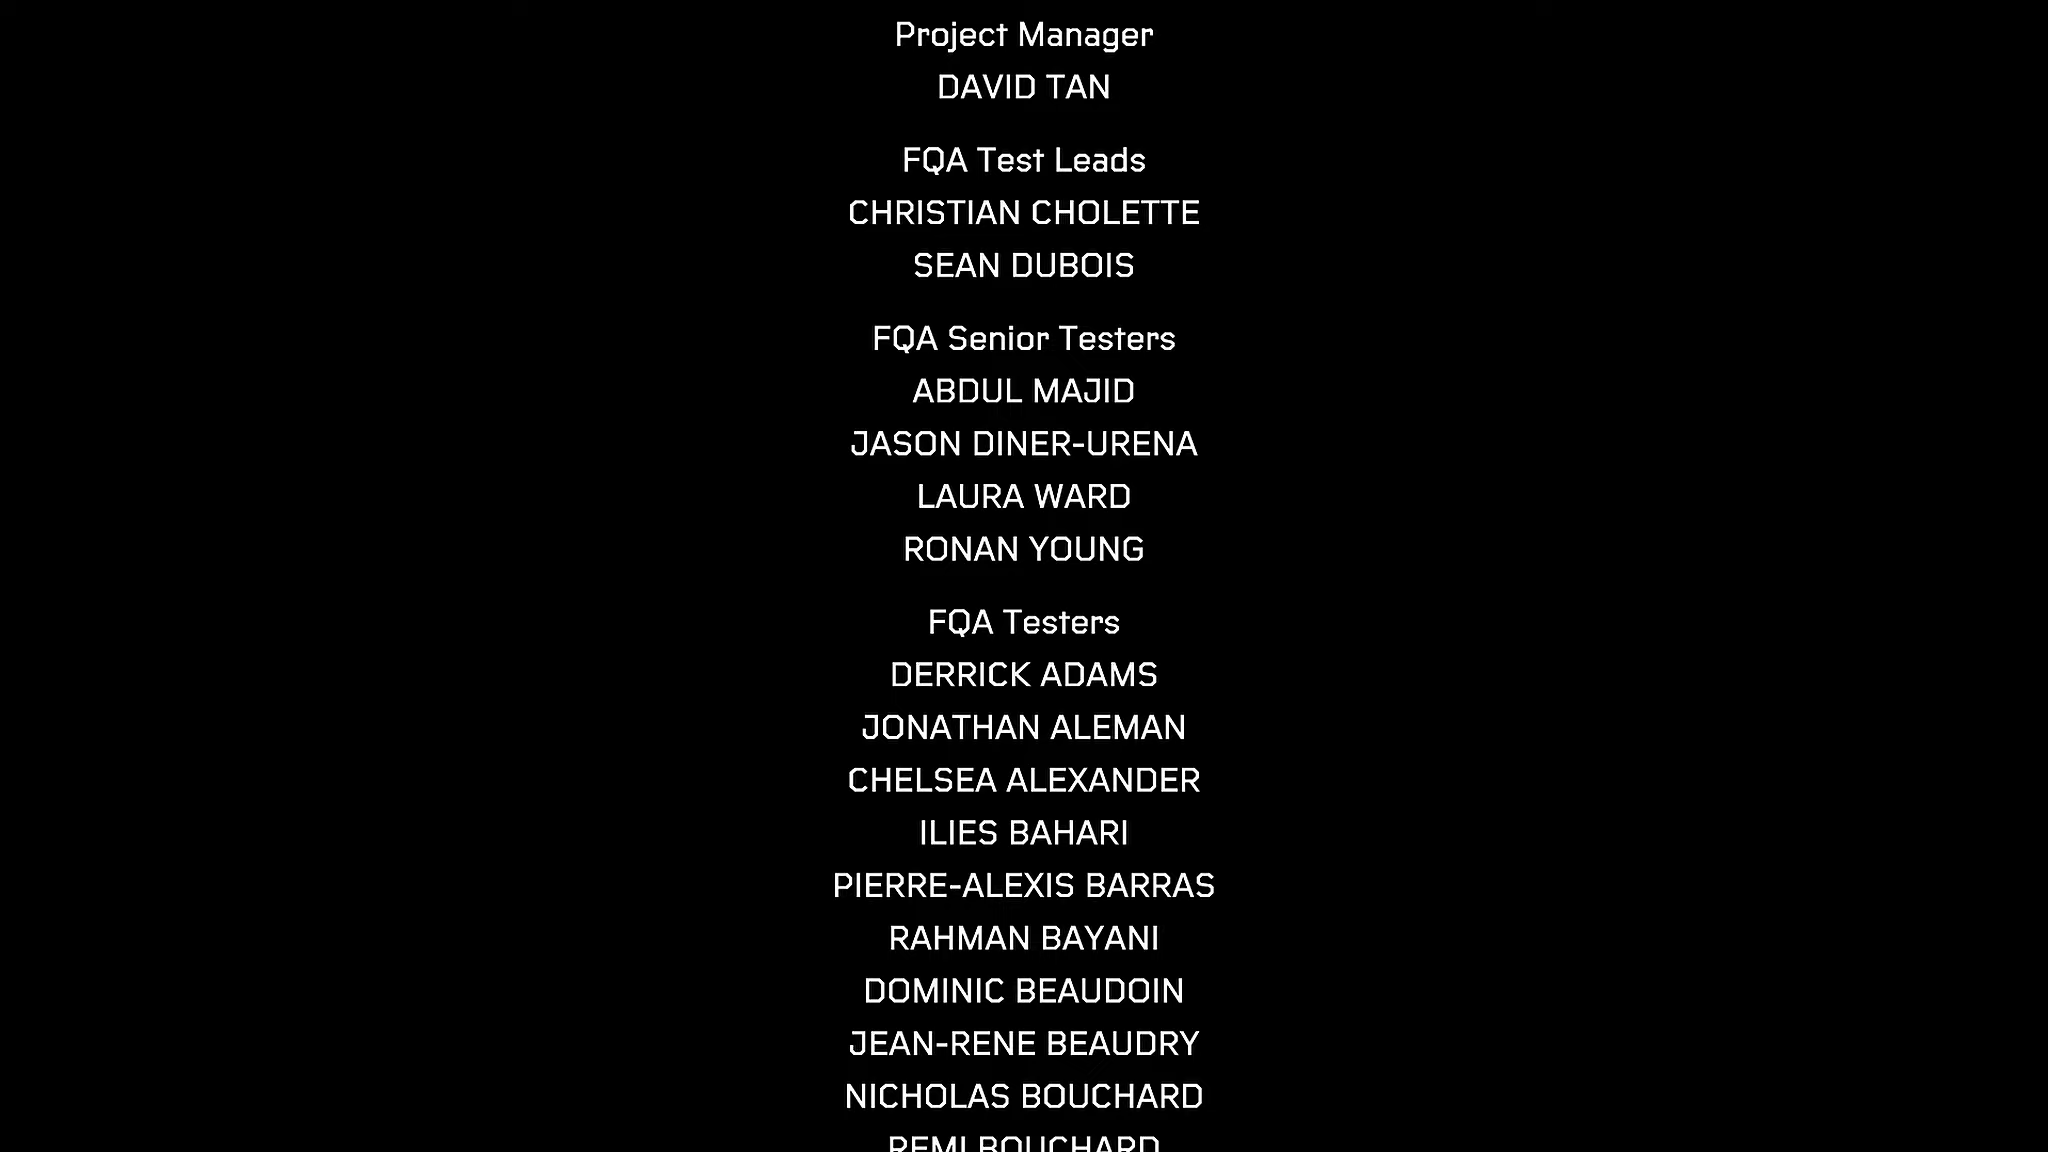 Project Manager
DAVID TAN
FQA Test Leads
CHRISTIAN CHOLETTE
SEAN DUBOIS
FQA Senior Testers
ABDUL MAJID
JASON DINER-URENA
LAURA WARD
RONAN YOUNG
FQA Testers
DERRICK ADAMS
JONATHAN ALEMAN
CHELSEA ALEXANDER
ILIES BAHARI
PIERRE-ALEXIS BARRAS
RAHMAN BAYANI
DOMINIC BEAUDOIN
JEAN-RENE BEAUDRY
NICHOLAS BOUCHARD
REMI BOUCHARD